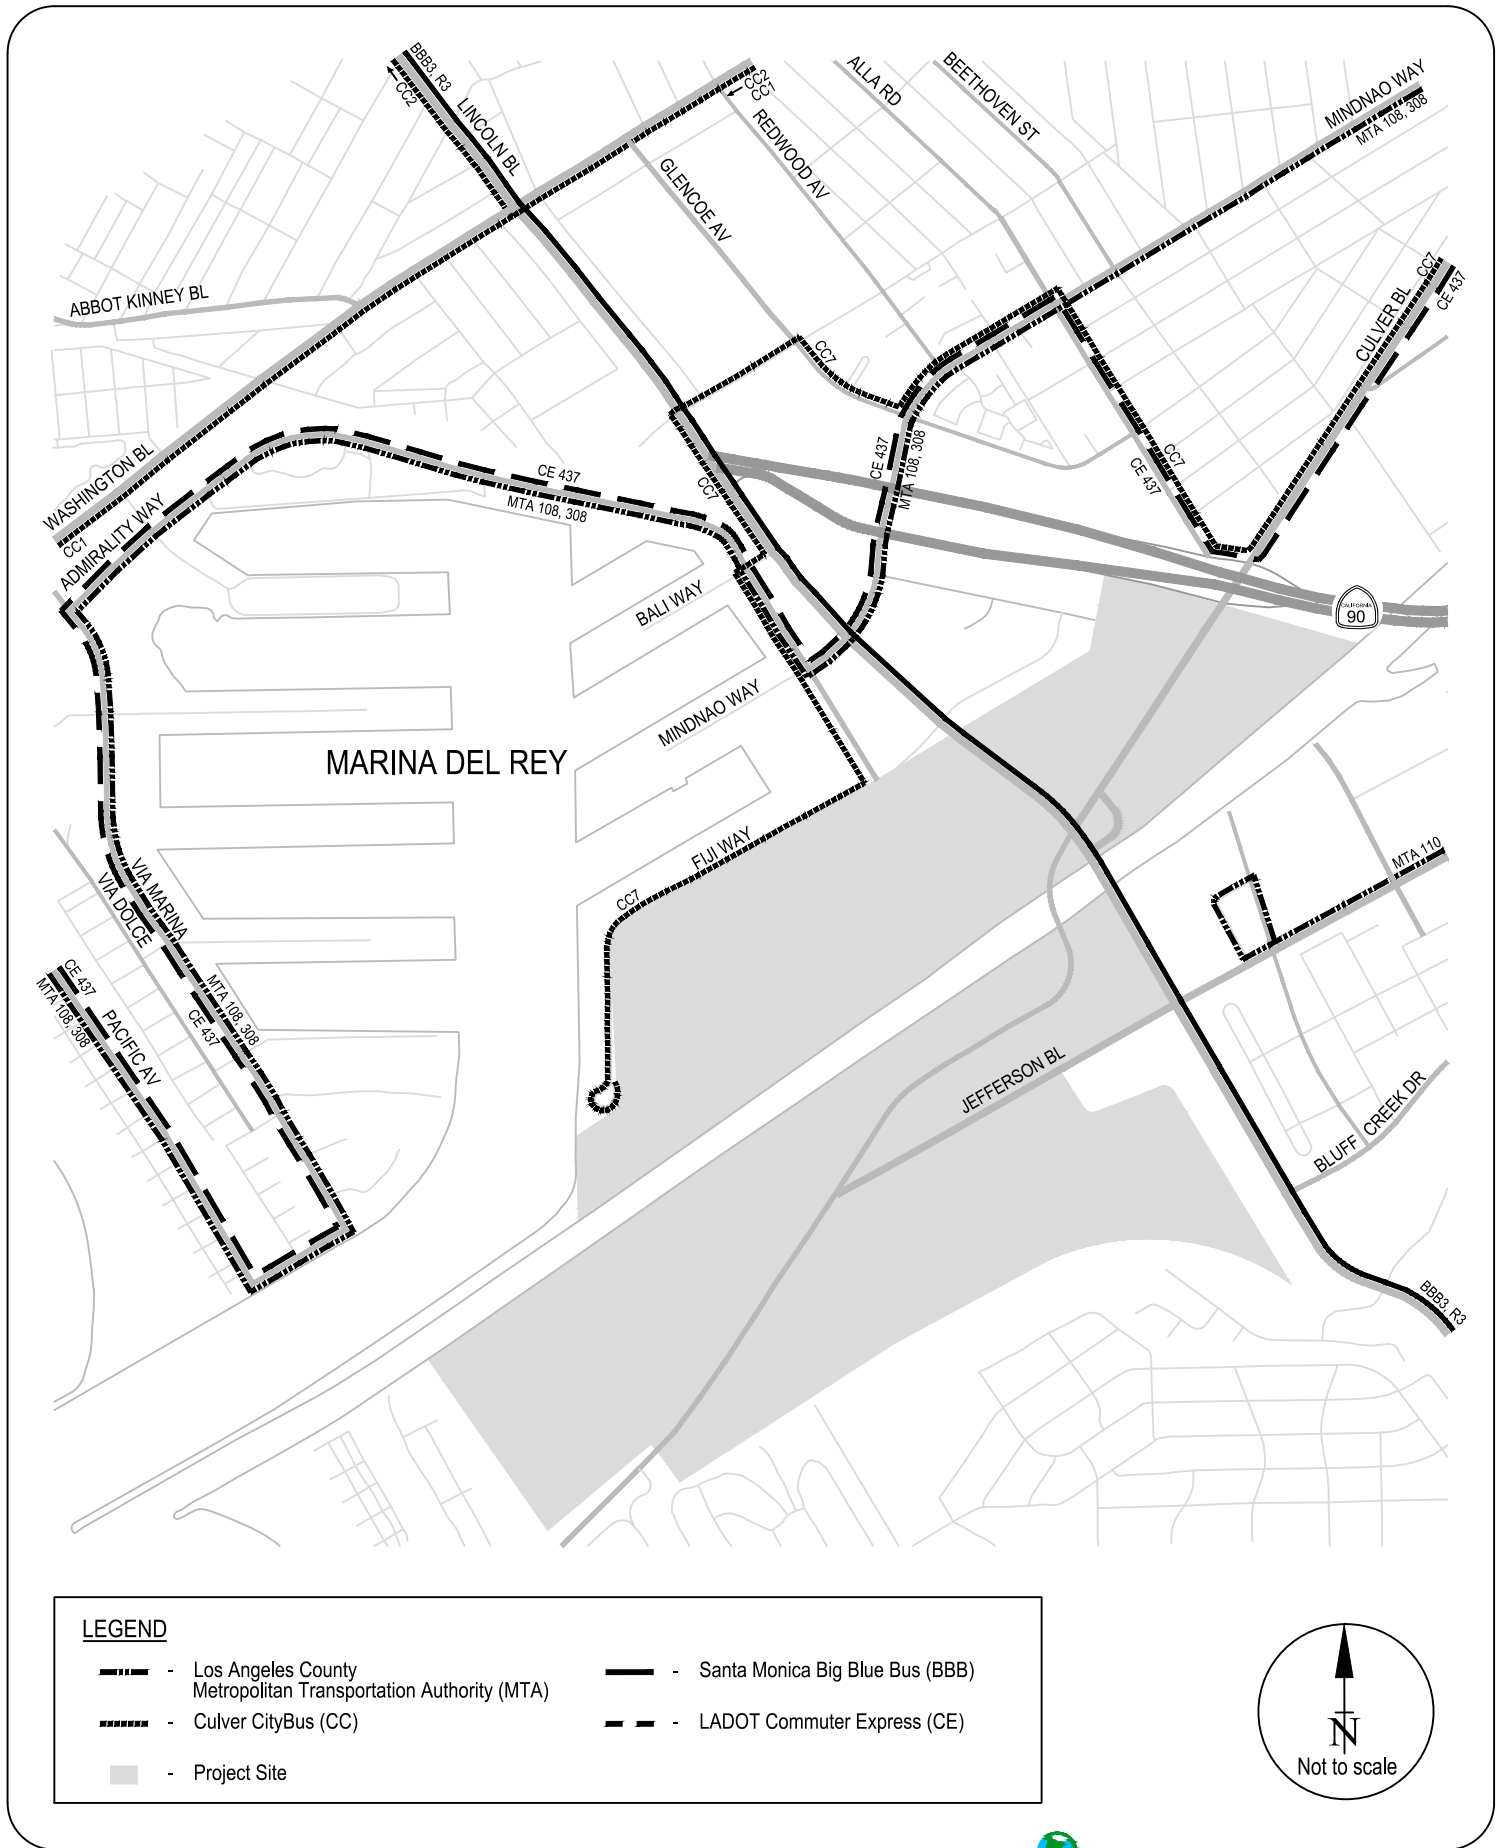 BBB3, R3
CC2
LINCOLN BL
CC2
CC1
REDWOOD AV
GLENCOE AV
ALLA RD
BEETHOVEN ST
MINDNAO WAY
MTA 108, 308
ABBOT KINNEY BL
CC7
CE 437
CULVER BL
CC7
WASHINGTON BL
CC1
ADMIRALITY WAY
CE 437
MTA 108, 308
CC7
CE 437
MTA 108, 308
CC7
CE 437
BALI WAY
CALIFORNIA
90
MINDNAO WAY
MARINA DEL REY
FIJI WAY
CC7
MTA 110
VIA MARINA
VIA DOLCE
MTA 108, 308
CE 437
CE 437
MTA 108, 308
PACIFIC AV
JEFFERSON BL
BLUFF CREEK DR
BBB3, R3
LEGEND
- Los Angeles County
Metropolitan Transportation Authority (MTA)
- Santa Monica Big Blue Bus (BBB)
- Culver CityBus (CC)
- LADOT Commuter Express (CE)
- Project Site
N
Not to scale